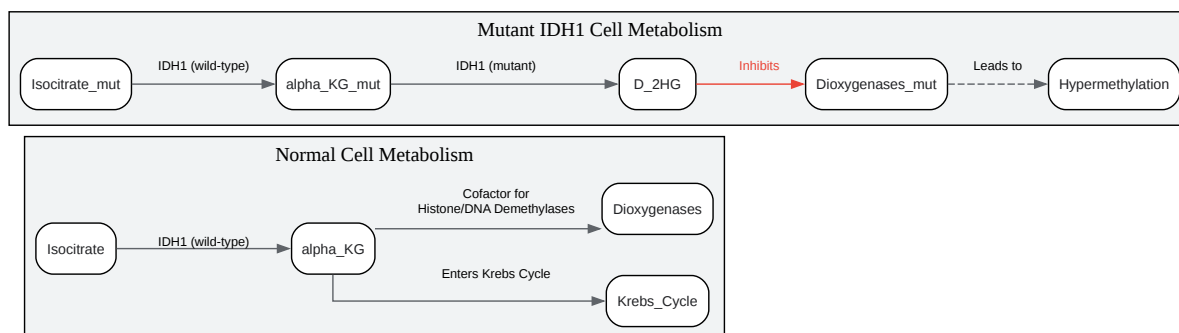 Mutant IDH1 Cell Metabolism
Isocitrate_mut
IDH1 (wild-type)
alpha_KG_mut
IDH1 (mutant)
D_2HG
Inhibits
Dioxygenases_mut
Leads to
Hypermethylation
Normal Cell Metabolism
Isocitrate
IDH1 (wild-type)
alpha_KG
Cofactor for
Histone/DNA Demethylases
Dioxygenases
Enters Krebs Cycle
Krebs_Cycle